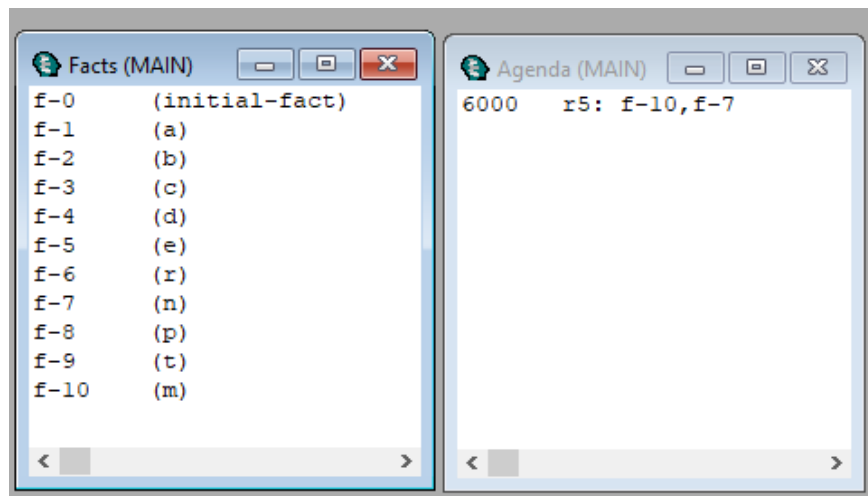 Facts (MAIN)
f-0 (initial-fact)
f-1 (a)
f-2 (b)
f-3 (c)
f-4 (d)
f-5 (e)
f-6 (r)
f-7 (n)
f-8 (p)
f-9 (t)
f-10 (m)
Agenda (MAIN)
6000 r5: f-10,f-7